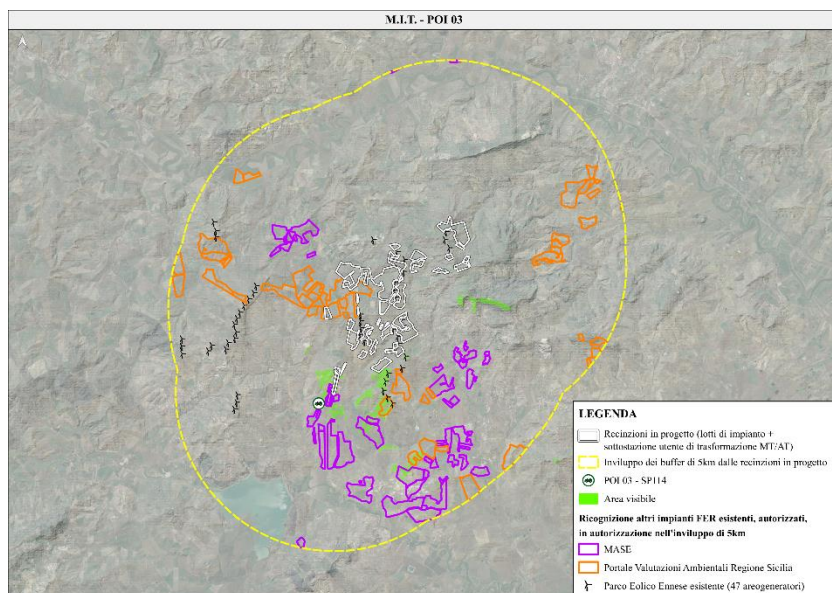 M.I.T. - POI 03
LEGENDA
Recinzioni in progetto (lotti di impianto +
sottostazione utente di trasformazione MT/AT)
Inviluppo dei buffer di 5km dalle recinzioni in progetto
POI 03 - SP114
Area visibile
Ricognizione altri impianti FER esistenti, autorizzati,
in autorizzazione nell'inviluppo di 5km
MASE
Portale Valutazioni Ambientali Regione Sicilia
Parco Eolico Ennese esistente (47 areogeneratori)